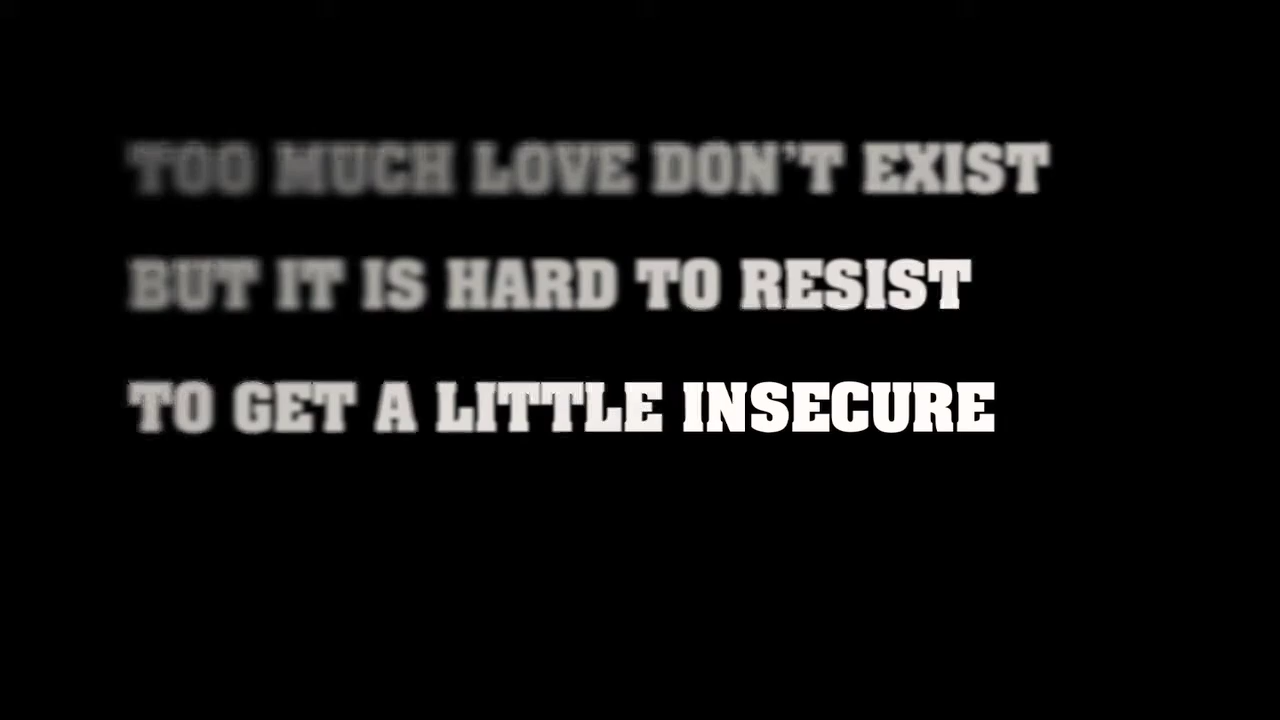 TOO MUCH LOVE DON'T EXIST
BUT IT IS HARD TO RESIST
TO GET A LITTLE INSECURE